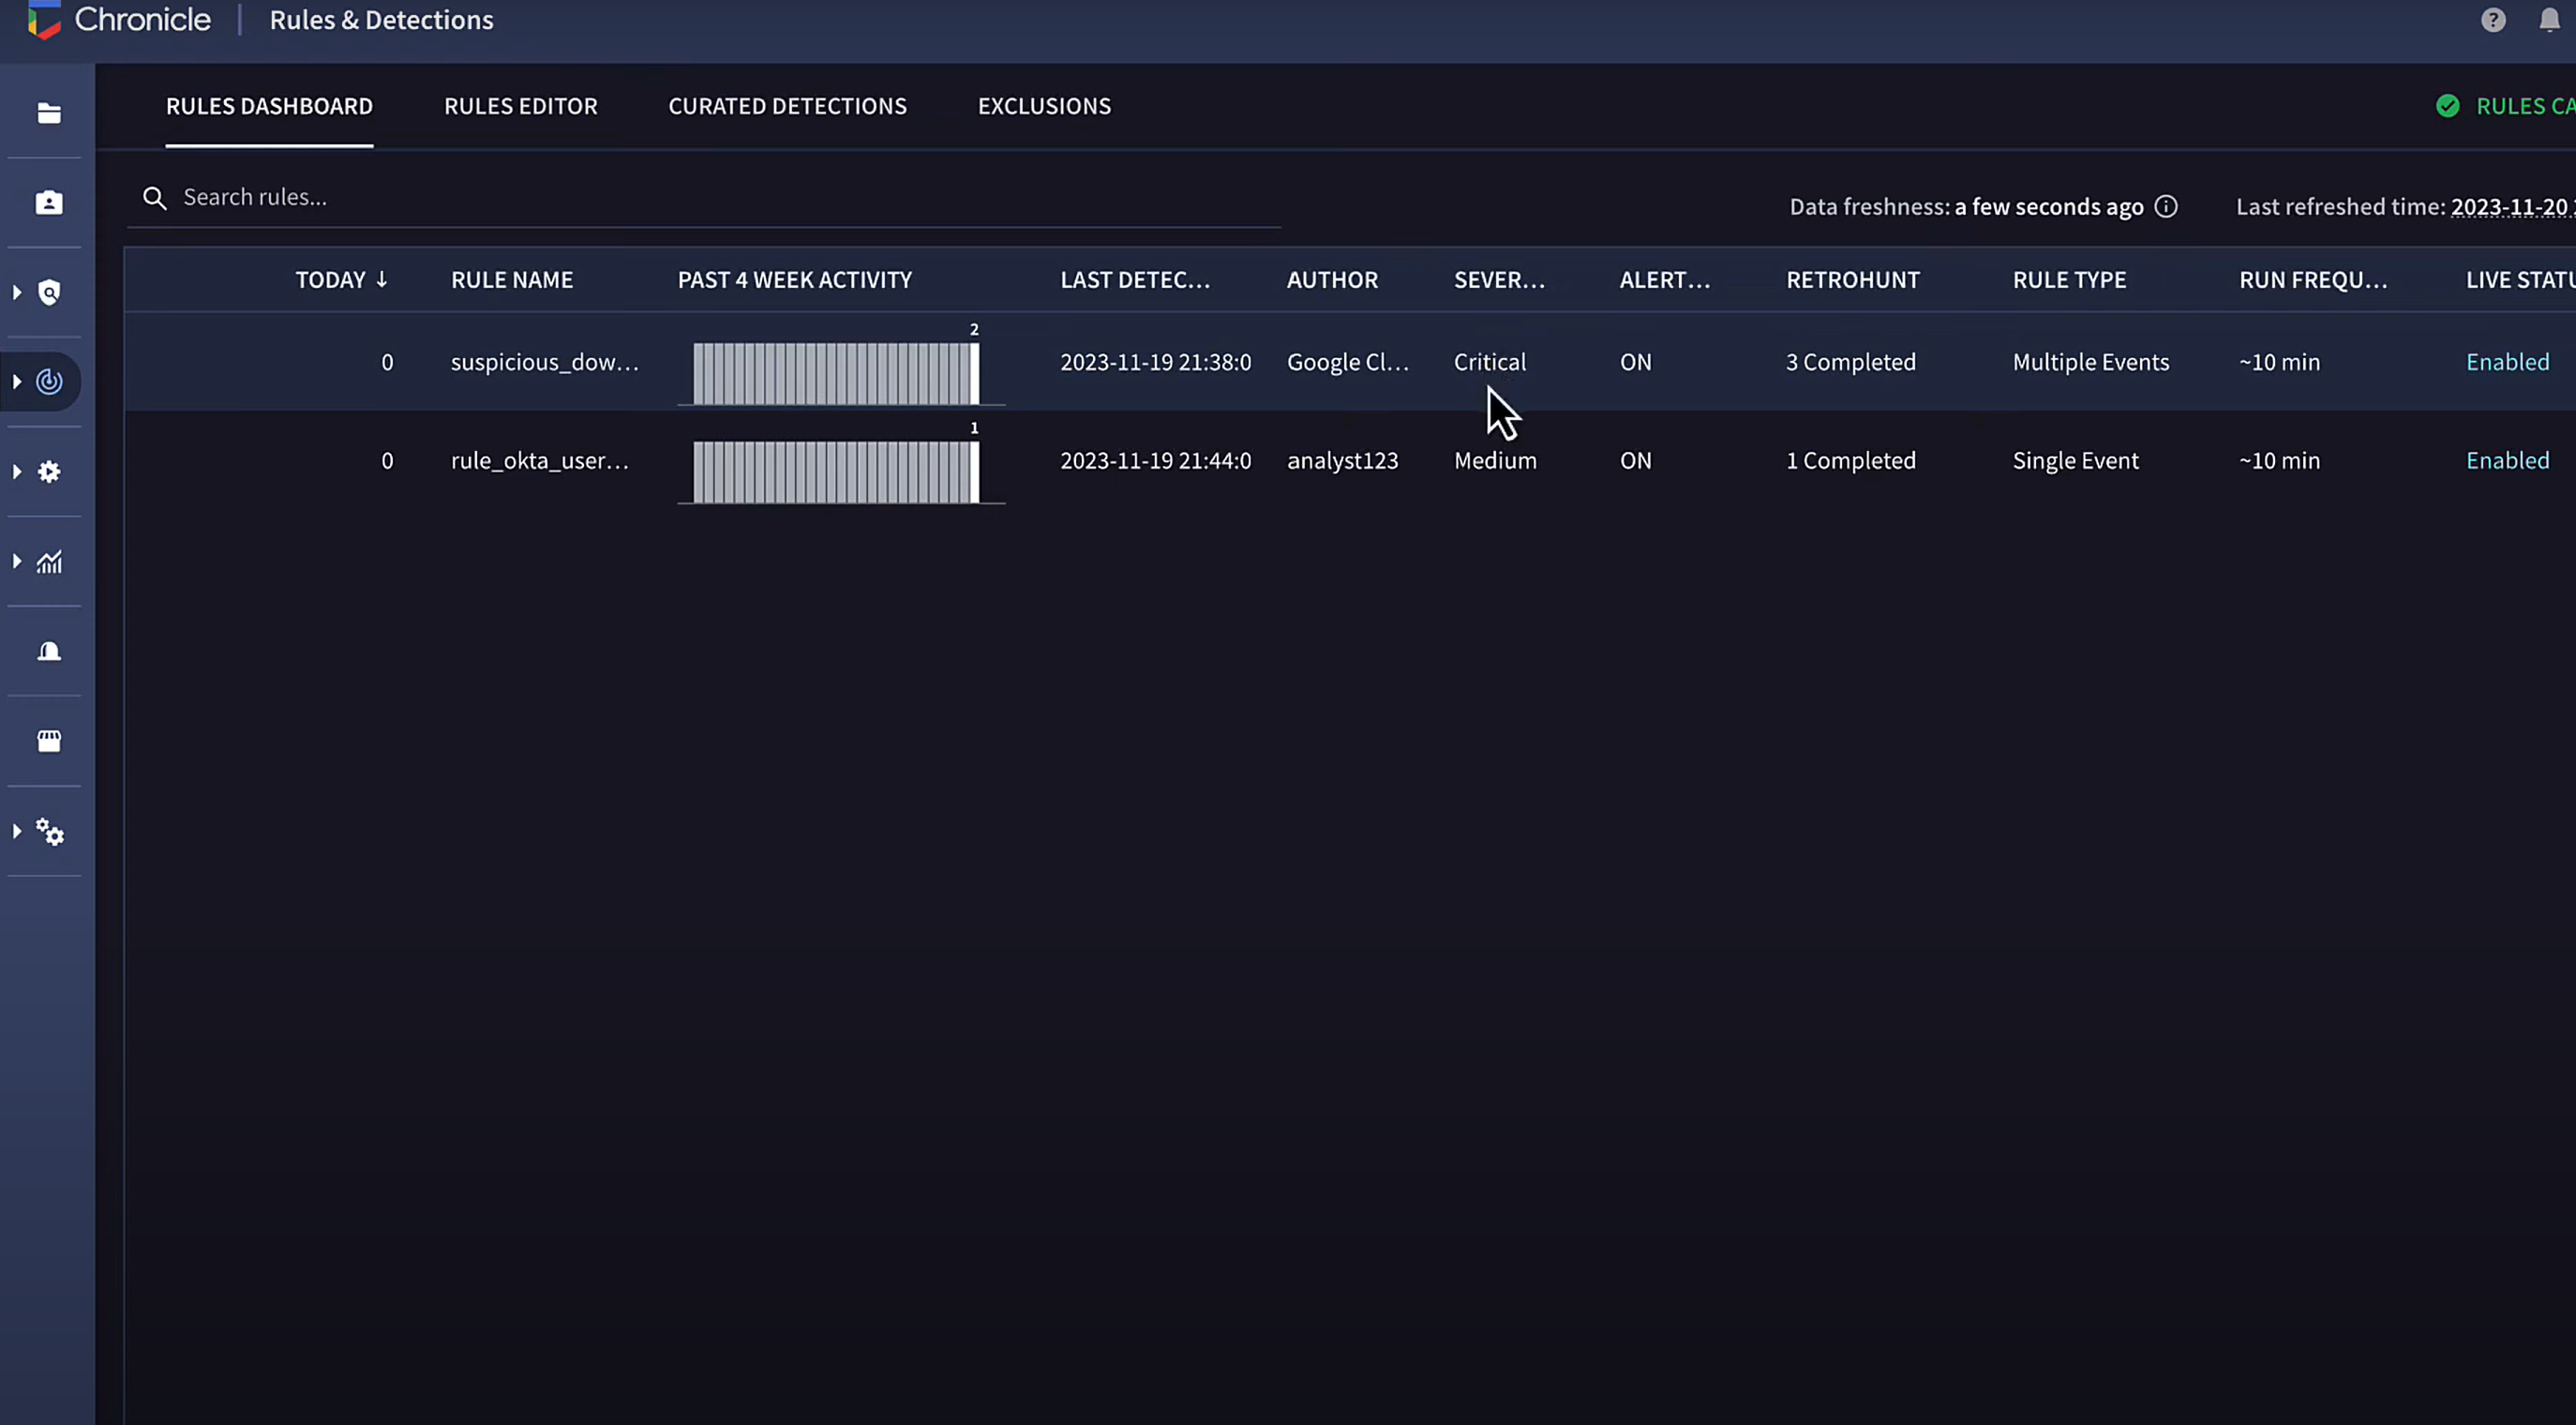 Chronicle | Rules & Detections
?
RULES DASHBOARD RULES EDITOR CURATED DETECTIONS EXCLUSIONS RULES CA
Search rules... Data freshness: a few seconds ago Last refreshed time: 2023-11-20
TODAY ↓ RULE NAME PAST 4 WEEK ACTIVITY LAST DETEC... AUTHOR SEVER... ALERT... RETROHUNT RULE TYPE RUN FREQU... LIVE STATU
2
0 suspicious_dow... 2023-11-19 21:38:0 Google Cl... Critical ON 3 Completed Multiple Events ~10 min Enabled
1
0 rule_okta_user... 2023-11-19 21:44:0 analyst123 Medium ON 1 Completed Single Event ~10 min Enabled